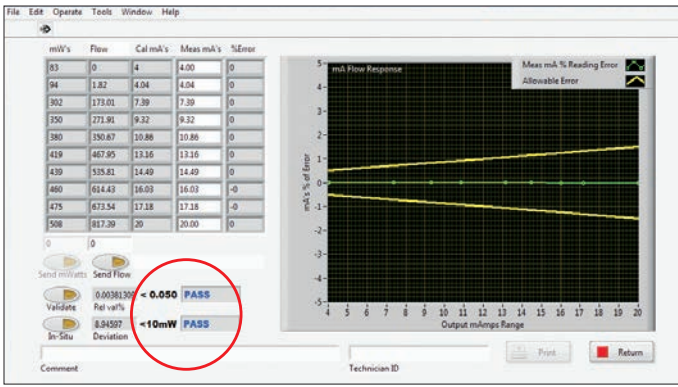 File Edit Operate Tools Window Help
mW's Flow Cal mA's Meas mA's %Error
83 0 4 4.00 0
94 1.82 4.04 4.04 0
302 173.01 7.39 7.39 0
350 271.91 9.32 9.32 0
380 350.67 10.86 10.86 0
419 467.95 13.16 13.16 0
439 535.81 14.49 14.49 0
460 614.43 16.03 16.03 -0
475 673.54 17.18 17.18 -0
508 817.39 20 20.00 0
0 0
Send mWatts Send Flow
0.0038130 < 0.050 PASS
Validate Rel val%
8.94597 <10mW PASS
In-Situ Deviation
Comment
Technician ID
mA Flow Response
Meas mA % Reading Error
Allowable Error
mA's % of Error
5
4
3
2
1
0
-1
-2
-3
-4
-5
4 5 6 7 8 9 10 11 12 13 14 15 16 17 18 19 20
Output mAmps Range
Print Return